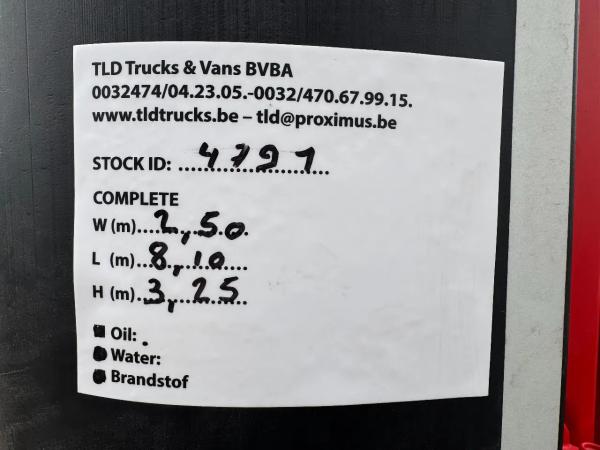 TLD Trucks & Vans BVBA
0032474/04.23.05.-0032/470.67.99.15.
www.tldtrucks.be – tld@proximus.be
STOCK ID: 4791
COMPLETE
W (m)....2,50.
L (m)...8,10....
H (m)..3,25...
Oil:
Water:
Brandstof